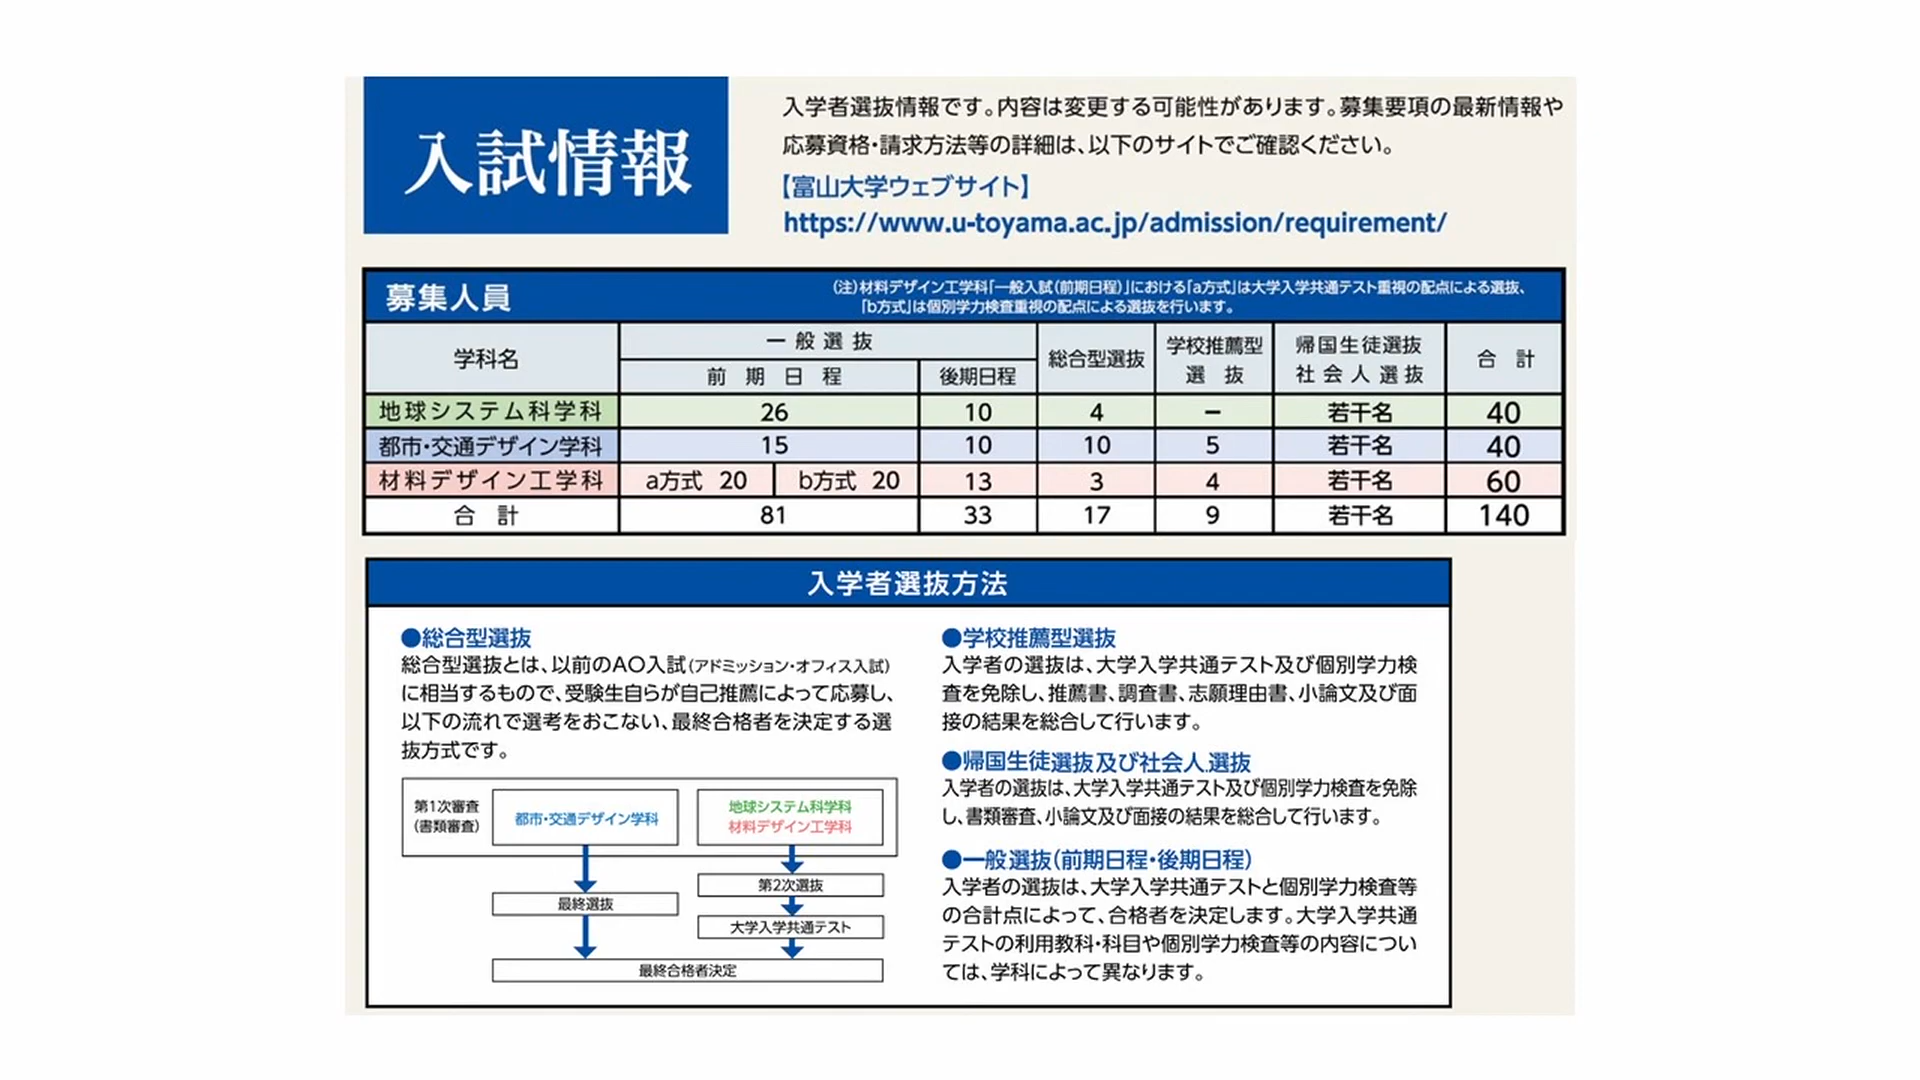 入試情報
入学者選抜情報です。内容は変更する可能性があります。募集要項の最新情報や
応募資格・請求方法等の詳細は、以下のサイトでご確認ください。
【富山大学ウェブサイト】
https://www.u-toyama.ac.jp/admission/requirement/
募集人員
(注)材料デザイン工学科「一般入試(前期日程)」における「a方式」は大学入学共通テスト重視の配点による選抜、
「b方式」は個別学力検査重視の配点による選抜を行います。
学科名 一般選抜 総合型選抜 学校推薦型選抜 帰国生徒選抜 社会人選抜 合計
前期日程 後期日程
地球システム科学科 26 10 4 − 若干名 40
都市・交通デザイン学科 15 10 10 5 若干名 40
材料デザイン工学科 a方式 20 b方式 20 13 3 4 若干名 60
合計 81 33 17 9 若干名 140
入学者選抜方法
●総合型選抜
総合型選抜とは、以前のAO入試(アドミッション・オフィス入試)
に相当するもので、受験生自らが自己推薦によって応募し、
以下の流れで選考をおこない、最終合格者を決定する選
抜方式です。
第1次審査
(書類審査)
都市・交通デザイン学科
地球システム科学科
材料デザイン工学科
第2次選抜
最終選抜
大学入学共通テスト
最終合格者決定
●学校推薦型選抜
入学者の選抜は、大学入学共通テスト及び個別学力検
査を免除し、推薦書、調査書、志願理由書、小論文及び面
接の結果を総合して行います。
●帰国生徒選抜及び社会人選抜
入学者の選抜は、大学入学共通テスト及び個別学力検査を免除
し、書類審査、小論文及び面接の結果を総合して行います。
●一般選抜(前期日程・後期日程)
入学者の選抜は、大学入学共通テストと個別学力検査等
の合計点によって、合格者を決定します。大学入学共通
テストの利用教科・科目や個別学力検査等の内容につい
ては、学科によって異なります。